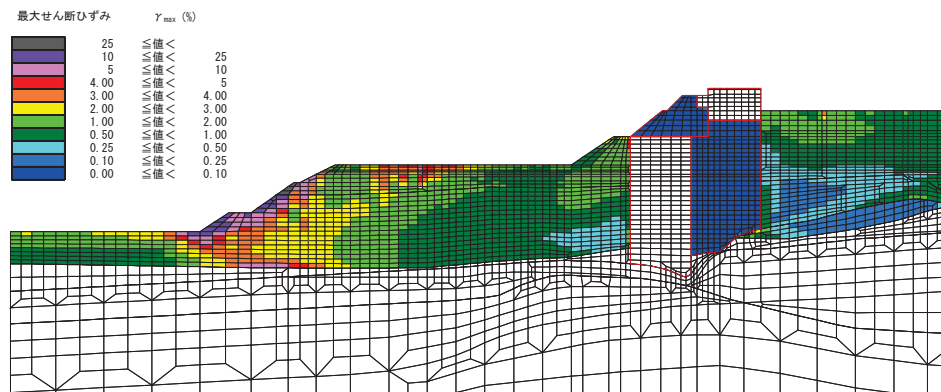 最大せん断ひずみ γmax (%)
25 ≦値<
10 ≦値< 25
5 ≦値< 10
4.00 ≦値< 5
3.00 ≦値< 4.00
2.00 ≦値< 3.00
1.00 ≦値< 2.00
0.50 ≦値< 1.00
0.25 ≦値< 0.50
0.10 ≦値< 0.25
0.00 ≦値< 0.10